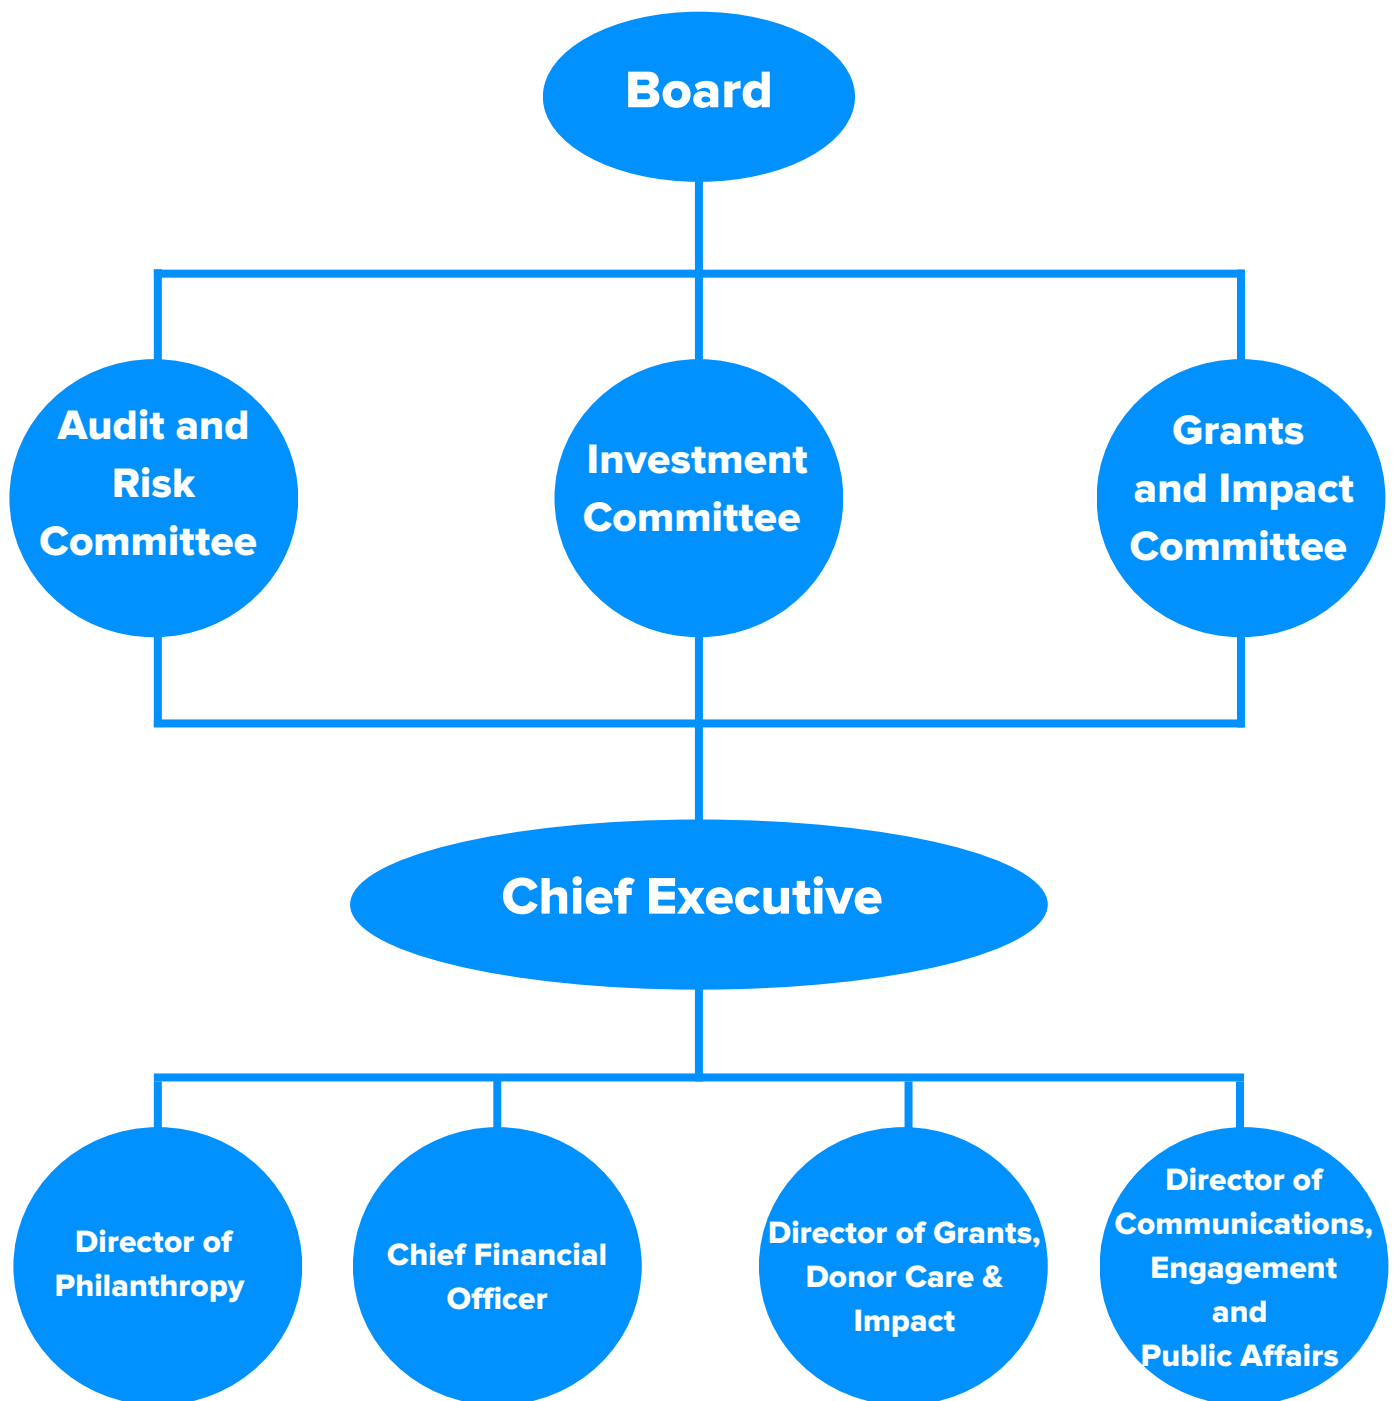 Board
Audit and
Risk
Committee
Investment
Committee
Grants
and Impact
Committee
Chief Executive
Director of
Philanthropy
Chief Financial
Officer
Director of Grants,
Donor Care &
Impact
Director of
Communications,
Engagement
and
Public Affairs